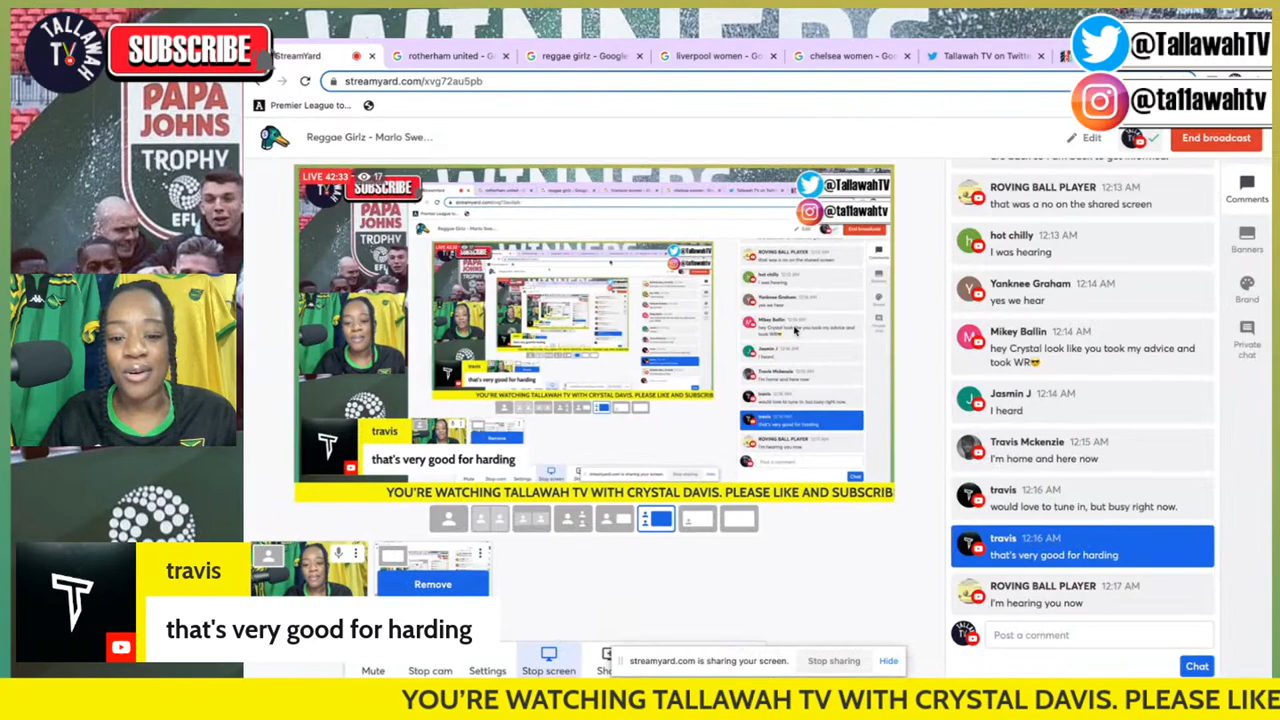 WINNERS
TALLAWAH
TV
SUBSCRIBE
@TallawahTV
@ta11awahtv
StreamYard
rotherham united - G
reggae girlz - Google
liverpool women - Goo
chelsea women - Goo
Tallawah TV on Twitte
streamyard.com/xvg72au5pb
Premier League to...
Reggae Girlz - Marlo Swe...
Edit
End broadcast
PAPA
JOHNS
TROPHY
EFL
LIVE 42:33
17
SUBSCRIBE
@TallawahTV
@ta11awahtv
travis
that's very good for harding
Remove
YOU'RE WATCHING TALLAWAH TV WITH CRYSTAL DAVIS. PLEASE LIKE AND SUBSCRIB
ROVING BALL PLAYER 12:13 AM
that was a no on the shared screen
hot chilly 12:13 AM
I was hearing
Yanknee Graham 12:14 AM
yes we hear
Mikey Ballin 12:14 AM
hey Crystal look like you took my advice and
took WR😎
Jasmin J 12:14 AM
I heard
Travis Mckenzie 12:15 AM
I'm home and here now
travis 12:16 AM
would love to tune in, but busy right now.
travis 12:16 AM
that's very good for harding
ROVING BALL PLAYER 12:17 AM
I'm hearing you now
Post a comment
Chat
Comments
Banners
Brand
Private
chat
travis
that's very good for harding
Remove
Mute
Stop cam
Settings
Stop screen
streamyard.com is sharing your screen.
Stop sharing
Hide
YOU'RE WATCHING TALLAWAH TV WITH CRYSTAL DAVIS. PLEASE LIKE